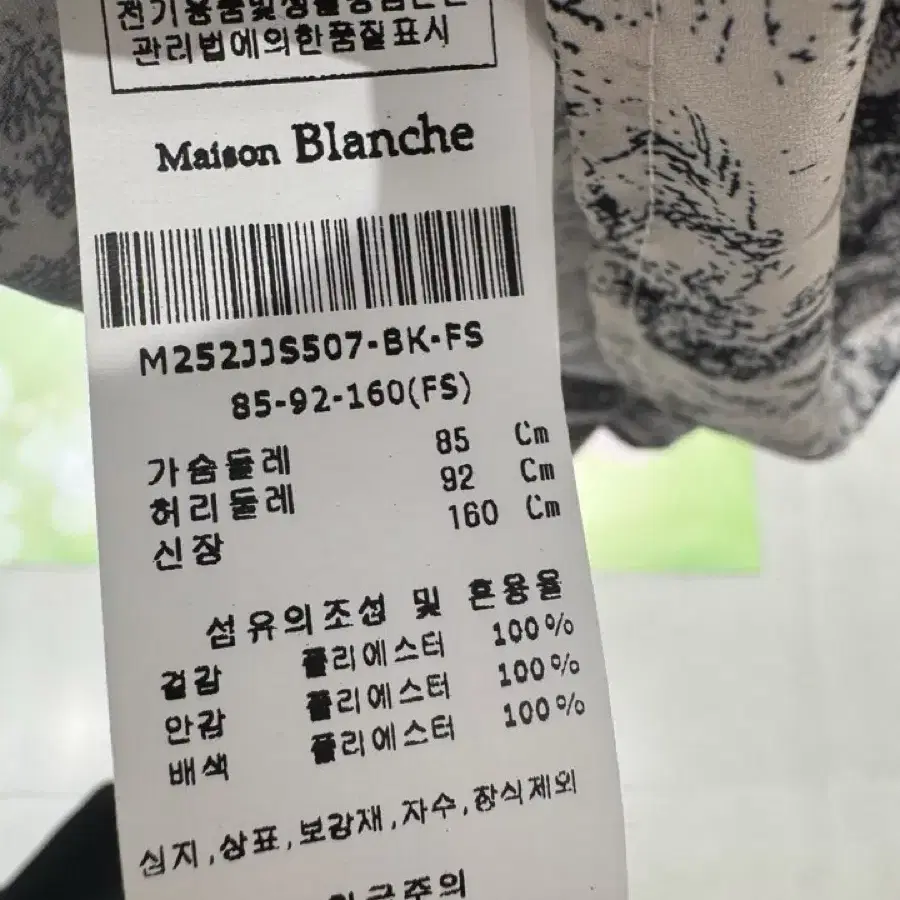 전기용품및생활용품안전
관리법에의한품질표시
Maison Blanche
M252JJS507-BK-FS
85-92-160(FS)
가슴둘레 85 Cm
허리둘레 92 Cm
신장 160 Cm
섬유의조성 및 혼용율
겉감 폴리에스터 100%
안감 폴리에스터 100%
배색 폴리에스터 100%
심지,상표,보강재,자수,장식제외